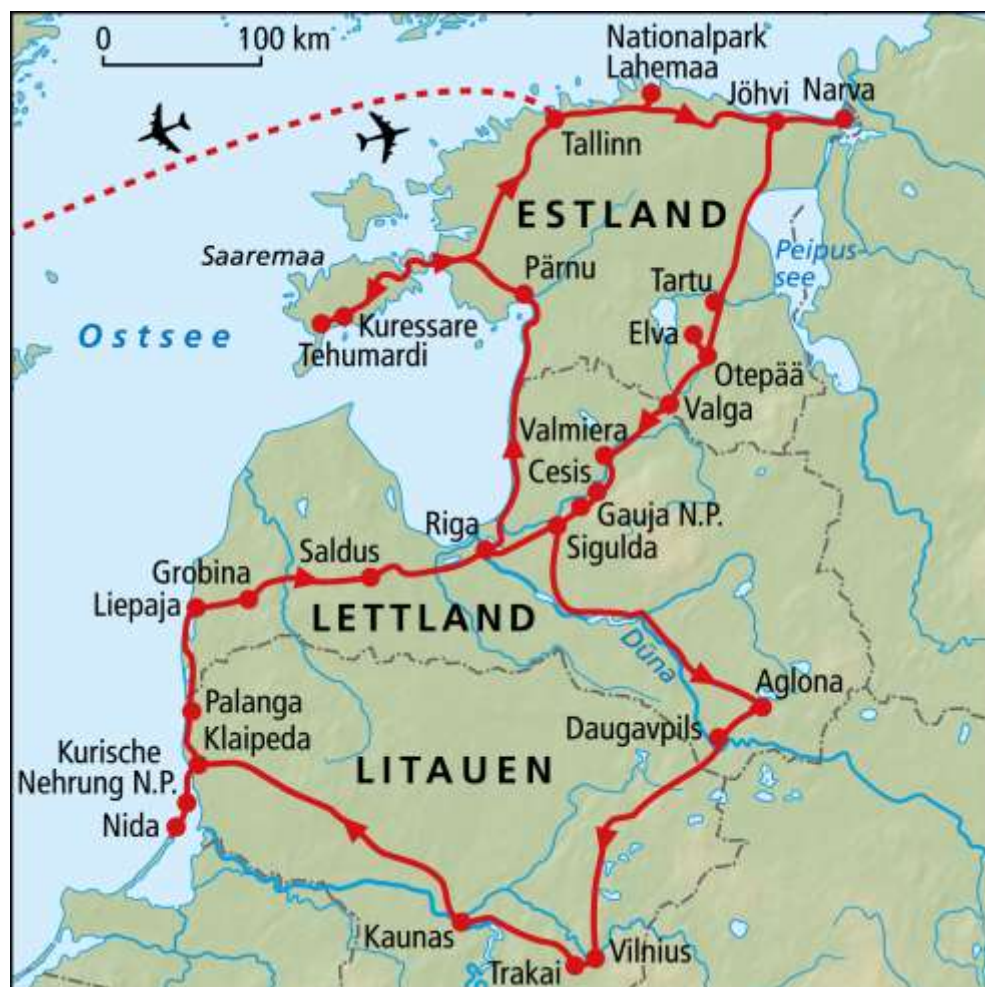 0 100 km
Nationalpark
Lahemaa
Jöhvi
Narva
Tallinn
ESTLAND
Saaremaa
Pärnu
Peipus-
see
Tartu
Ostsee
Kuressare
Tehumardi
Elva
Otepää
Valga
Valmiera
Cesis
Gauja N.P.
Riga
Sigulda
Saldus
Grobina
Liepaja
LETTLAND
Düna
Aglona
Palanga
Klaipeda
Daugavpils
Kurische
Nehrung N.P.
LITAUEN
Nida
Kaunas
Vilnius
Trakai